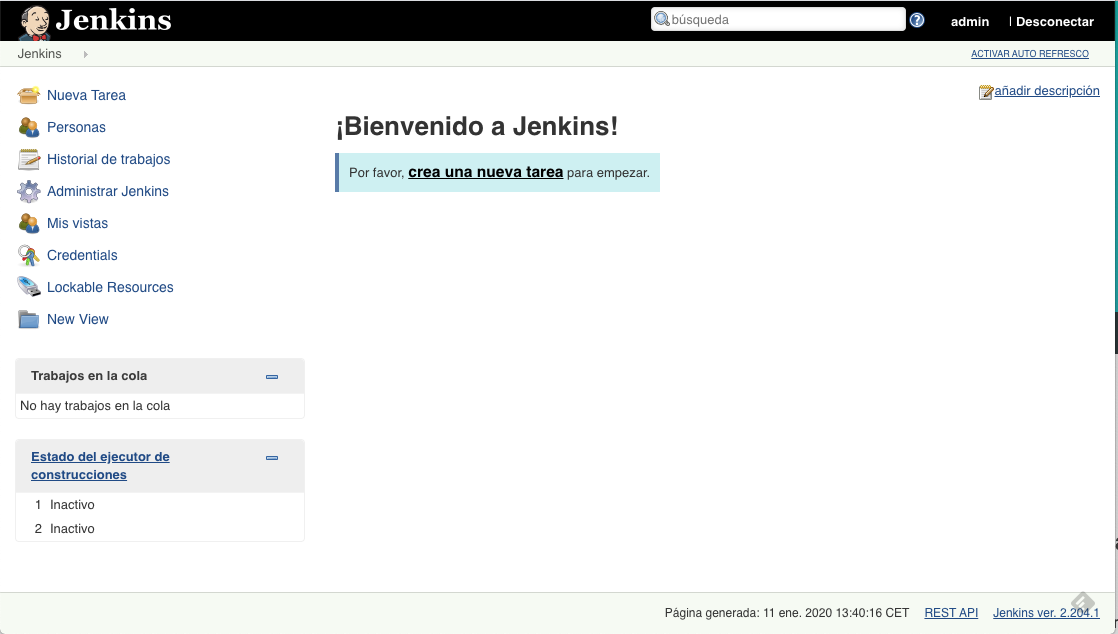 Jenkins
búsqueda
admin
| Desconectar
Jenkins
ACTIVAR AUTO REFRESCO
Nueva Tarea
Personas
Historial de trabajos
Administrar Jenkins
Mis vistas
Credentials
Lockable Resources
New View
Trabajos en la cola
No hay trabajos en la cola
Estado del ejecutor de
construcciones
1 Inactivo
2 Inactivo
añadir descripción
¡Bienvenido a Jenkins!
Por favor, crea una nueva tarea para empezar.
Página generada: 11 ene. 2020 13:40:16 CET
REST API
Jenkins ver. 2.204.1